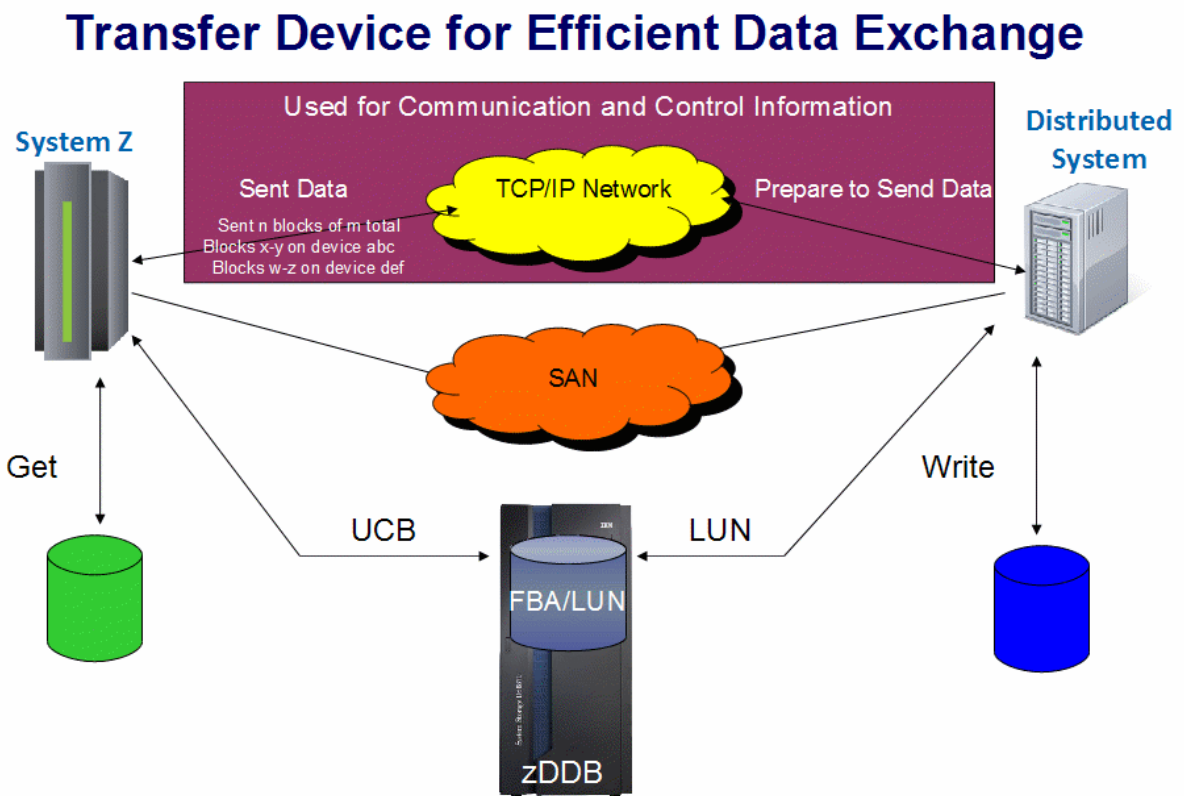 Transfer Device for Efficient Data Exchange
Used for Communication and Control Information
System Z
Distributed
System
Sent Data
TCP/IP Network
Prepare to Send Data
Sent n blocks of m total
Blocks x-y on device abc
Blocks w-z on device def
SAN
Get
Write
UCB
LUN
IBM
FBA/LUN
zDDB